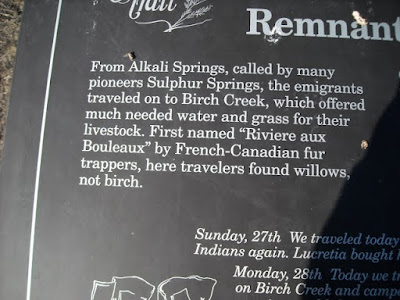 Hall
Remnant
From Alkali Springs, called by many
pioneers Sulphur Springs, the emigrants
traveled on to Birch Creek, which offered
much needed water and grass for their
livestock. First named “Riviere aux
Bouleaux” by French-Canadian fur
trappers, here travelers found willows,
not birch.
Sunday, 27th We traveled today
Indians again. Lucretia bought
Monday, 28th Today we tr
on Birch Creek and campe